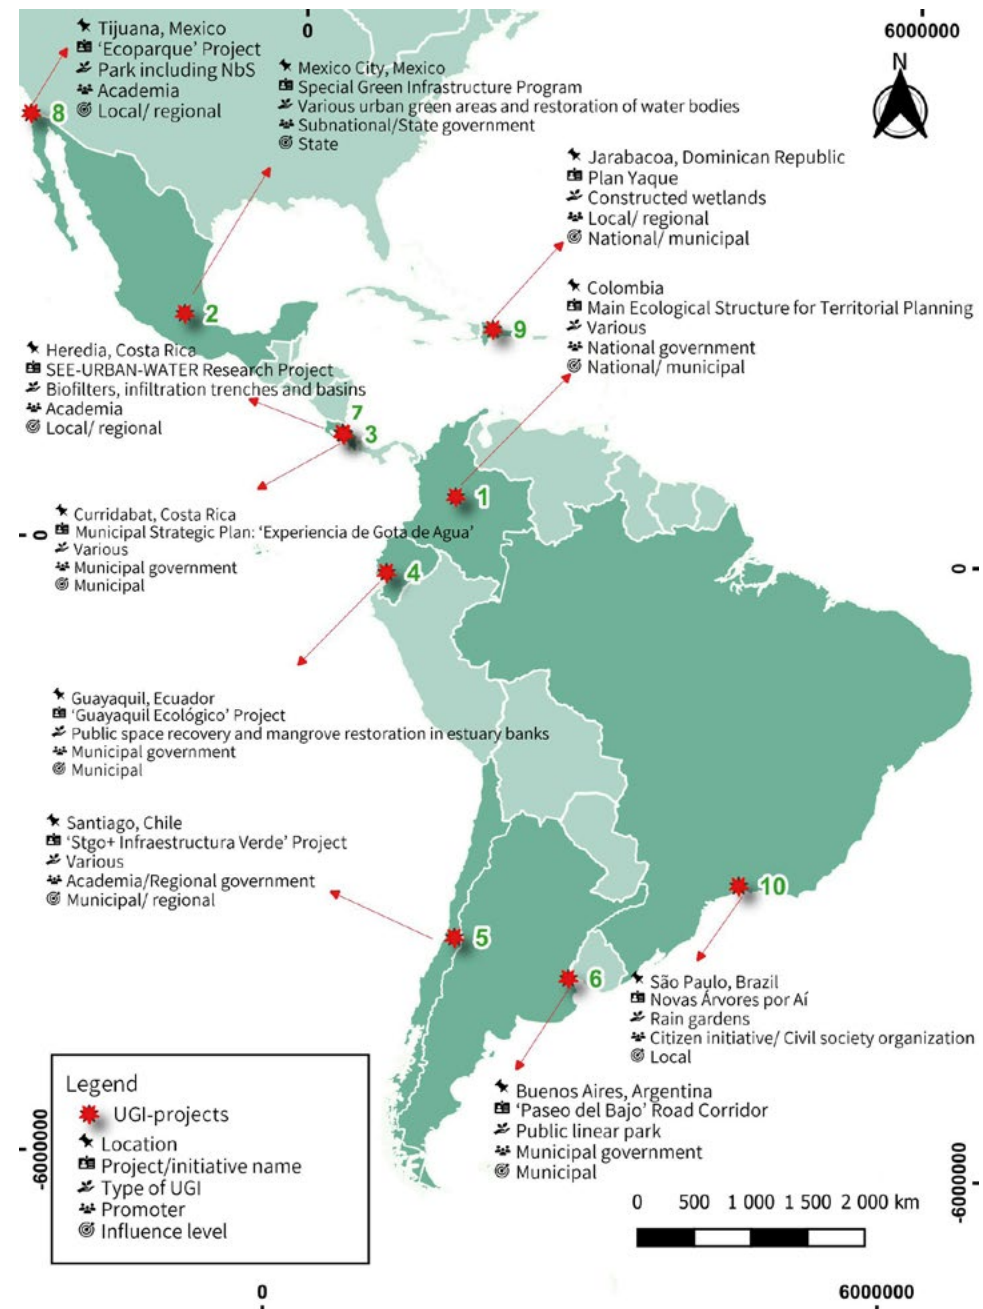 0
6000000
N
Tijuana, Mexico
'Ecoparque' Project
Park including NbS
Academia
Local/ regional
8
Mexico City, Mexico
Special Green Infrastructure Program
Various urban green areas and restoration of water bodies
Subnational/State government
State
2
Jarabacoa, Dominican Republic
Plan Yaque
Constructed wetlands
Local/ regional
National/ municipal
9
Colombia
Main Ecological Structure for Territorial Planning
Various
National government
National/ municipal
1
Heredia, Costa Rica
SEE-URBAN-WATER Research Project
Biofilters, infiltration trenches and basins
Academia
Local/ regional
7
3
Curridabat, Costa Rica
Municipal Strategic Plan: 'Experiencia de Gota de Agua'
Various
Municipal government
Municipal
0
0
4
Guayaquil, Ecuador
'Guayaquil Ecológico' Project
Public space recovery and mangrove restoration in estuary banks
Municipal government
Municipal
Santiago, Chile
'Stgo+ Infraestructura Verde' Project
Various
Academia/Regional government
Municipal/ regional
5
10
São Paulo, Brazil
Novas Árvores por Aí
Rain gardens
Citizen initiative/ Civil society organization
Local
6
Buenos Aires, Argentina
'Paseo del Bajo' Road Corridor
Public linear park
Municipal government
Municipal
Legend
UGI-projects
Location
Project/initiative name
Type of UGI
Promoter
Influence level
-6000000
-6000000
0 500 1 000 1 500 2 000 km
0
6000000